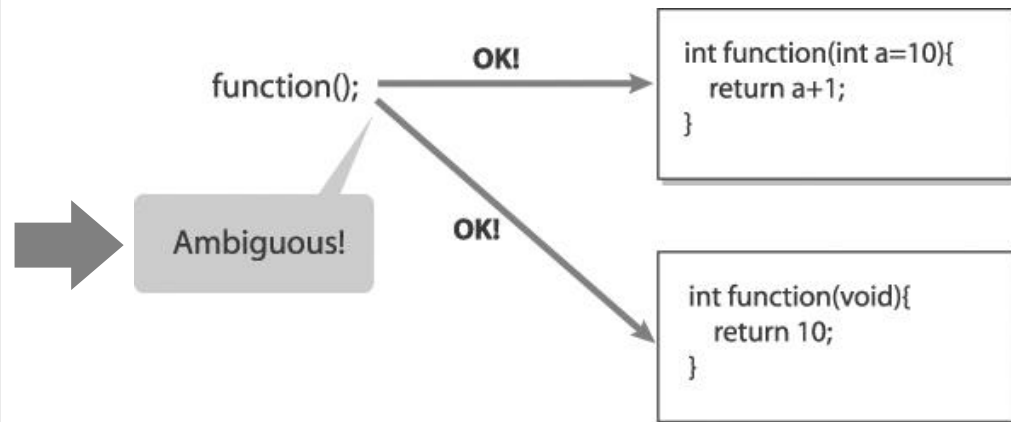 OK!
function();
Ambiguous!
OK!
int function(int a=10){
return a+1;
}
int function(void){
return 10;
}